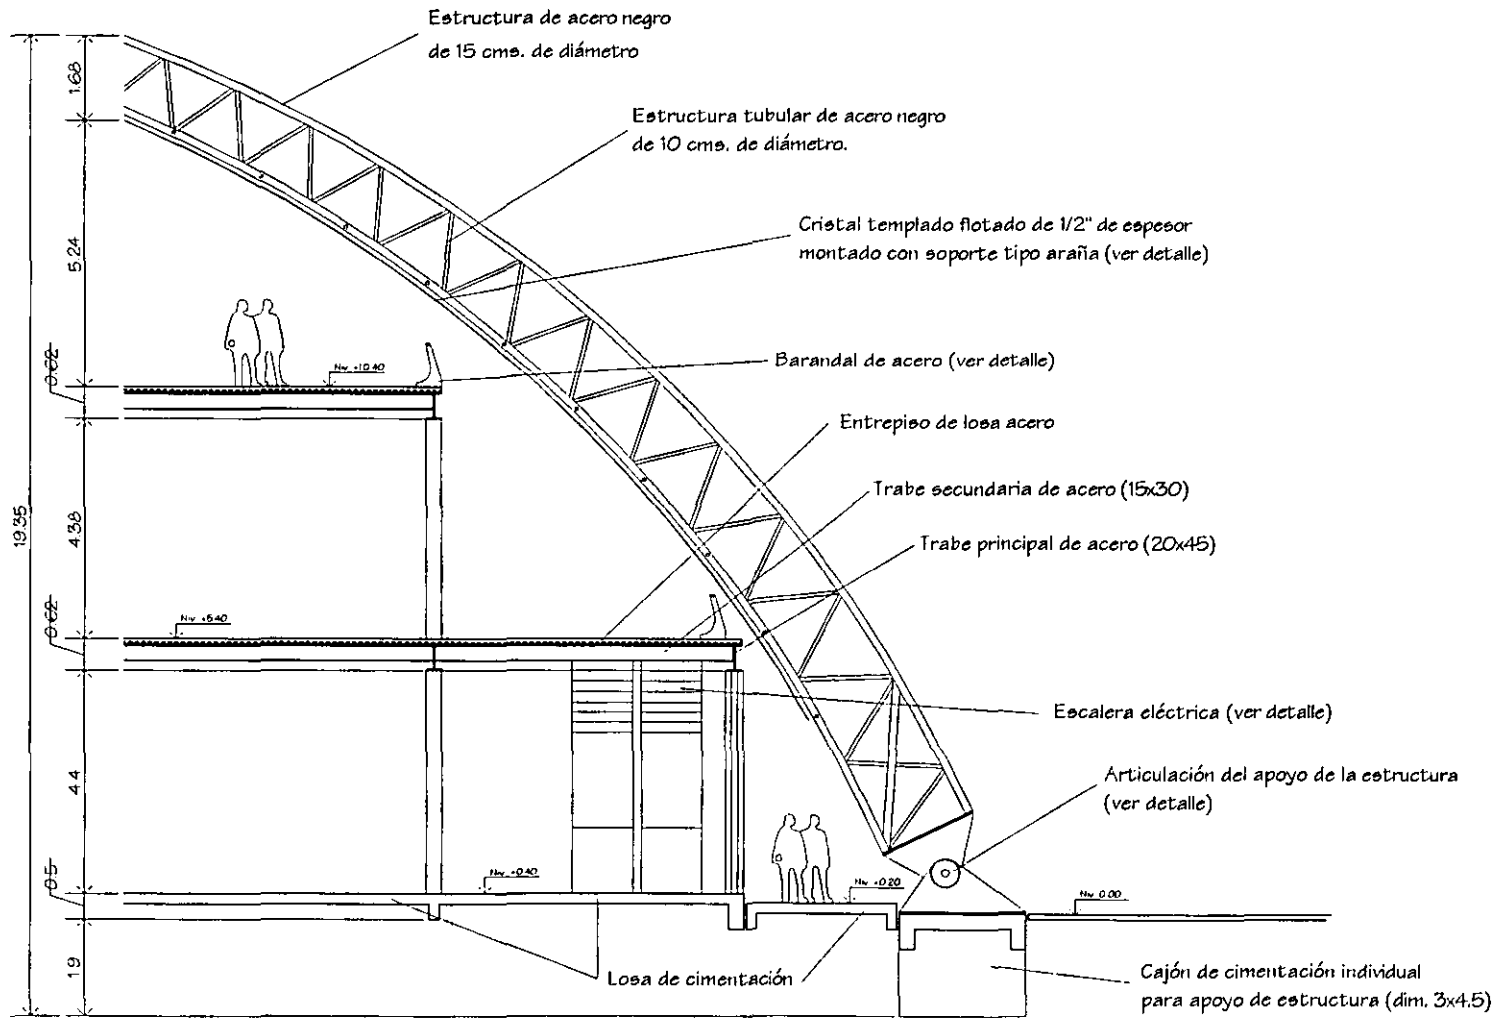 Estructura de acero negro
de 15 cms. de diámetro
Estructura tubular de acero negro
de 10 cms. de diámetro.
Cristal templado flotado de 1/2" de espesor
montado con soporte tipo araña (ver detalle)
Barandal de acero (ver detalle)
Entrepiso de losa acero
Trabe secundaria de acero (15x30)
Trabe principal de acero (20x45)
Escalera eléctrica (ver detalle)
Articulación del apoyo de la estructura
(ver detalle)
Cajón de cimentación individual
para apoyo de estructura (dim. 3x4.5)
Losa de cimentación
Niv. +10.40
Niv. +5.40
Niv. +0.40
Niv. +0.20
Niv. 0.00
19.35
1.68
5.24
0.62
4.38
0.62
4.4
0.5
1.9